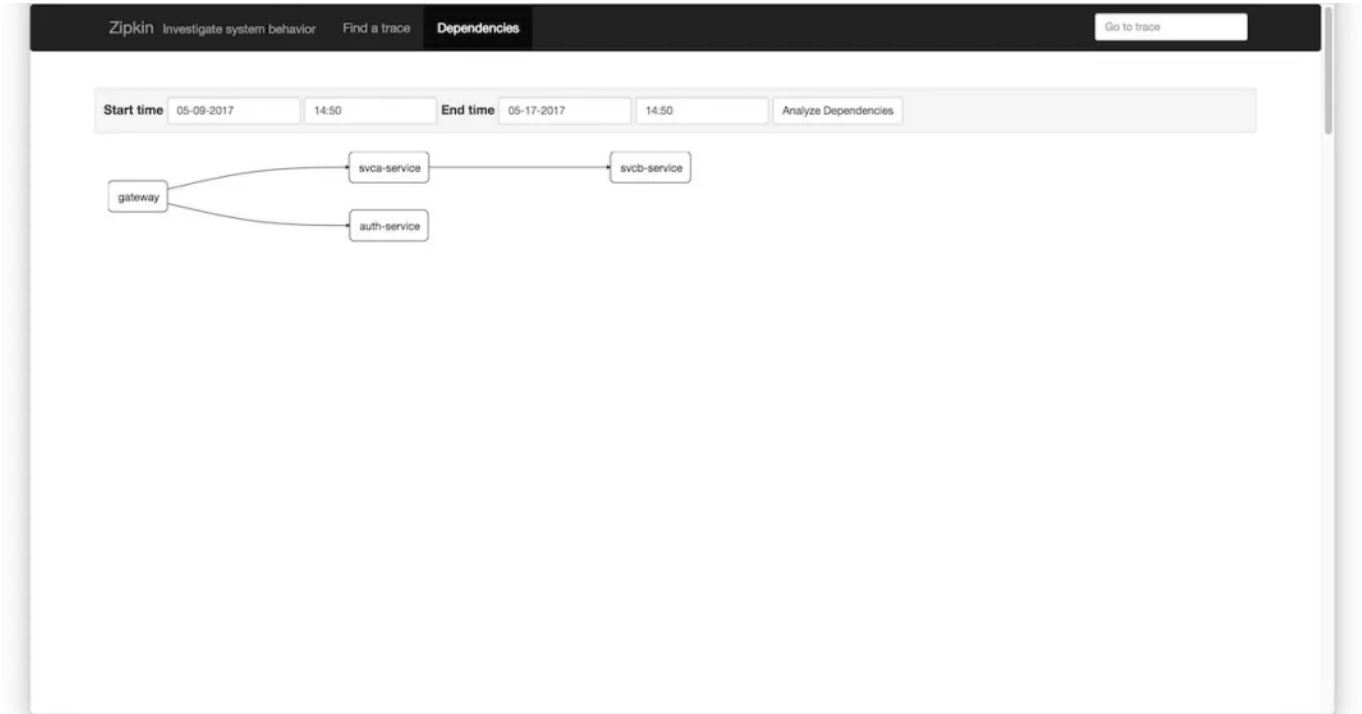 Zipkin Investigate system behavior Find a trace Dependencies Go to trace
Start time 05-09-2017 14:50 End time 05-17-2017 14:50 Analyze Dependencies
svca-service svcb-service
gateway
auth-service